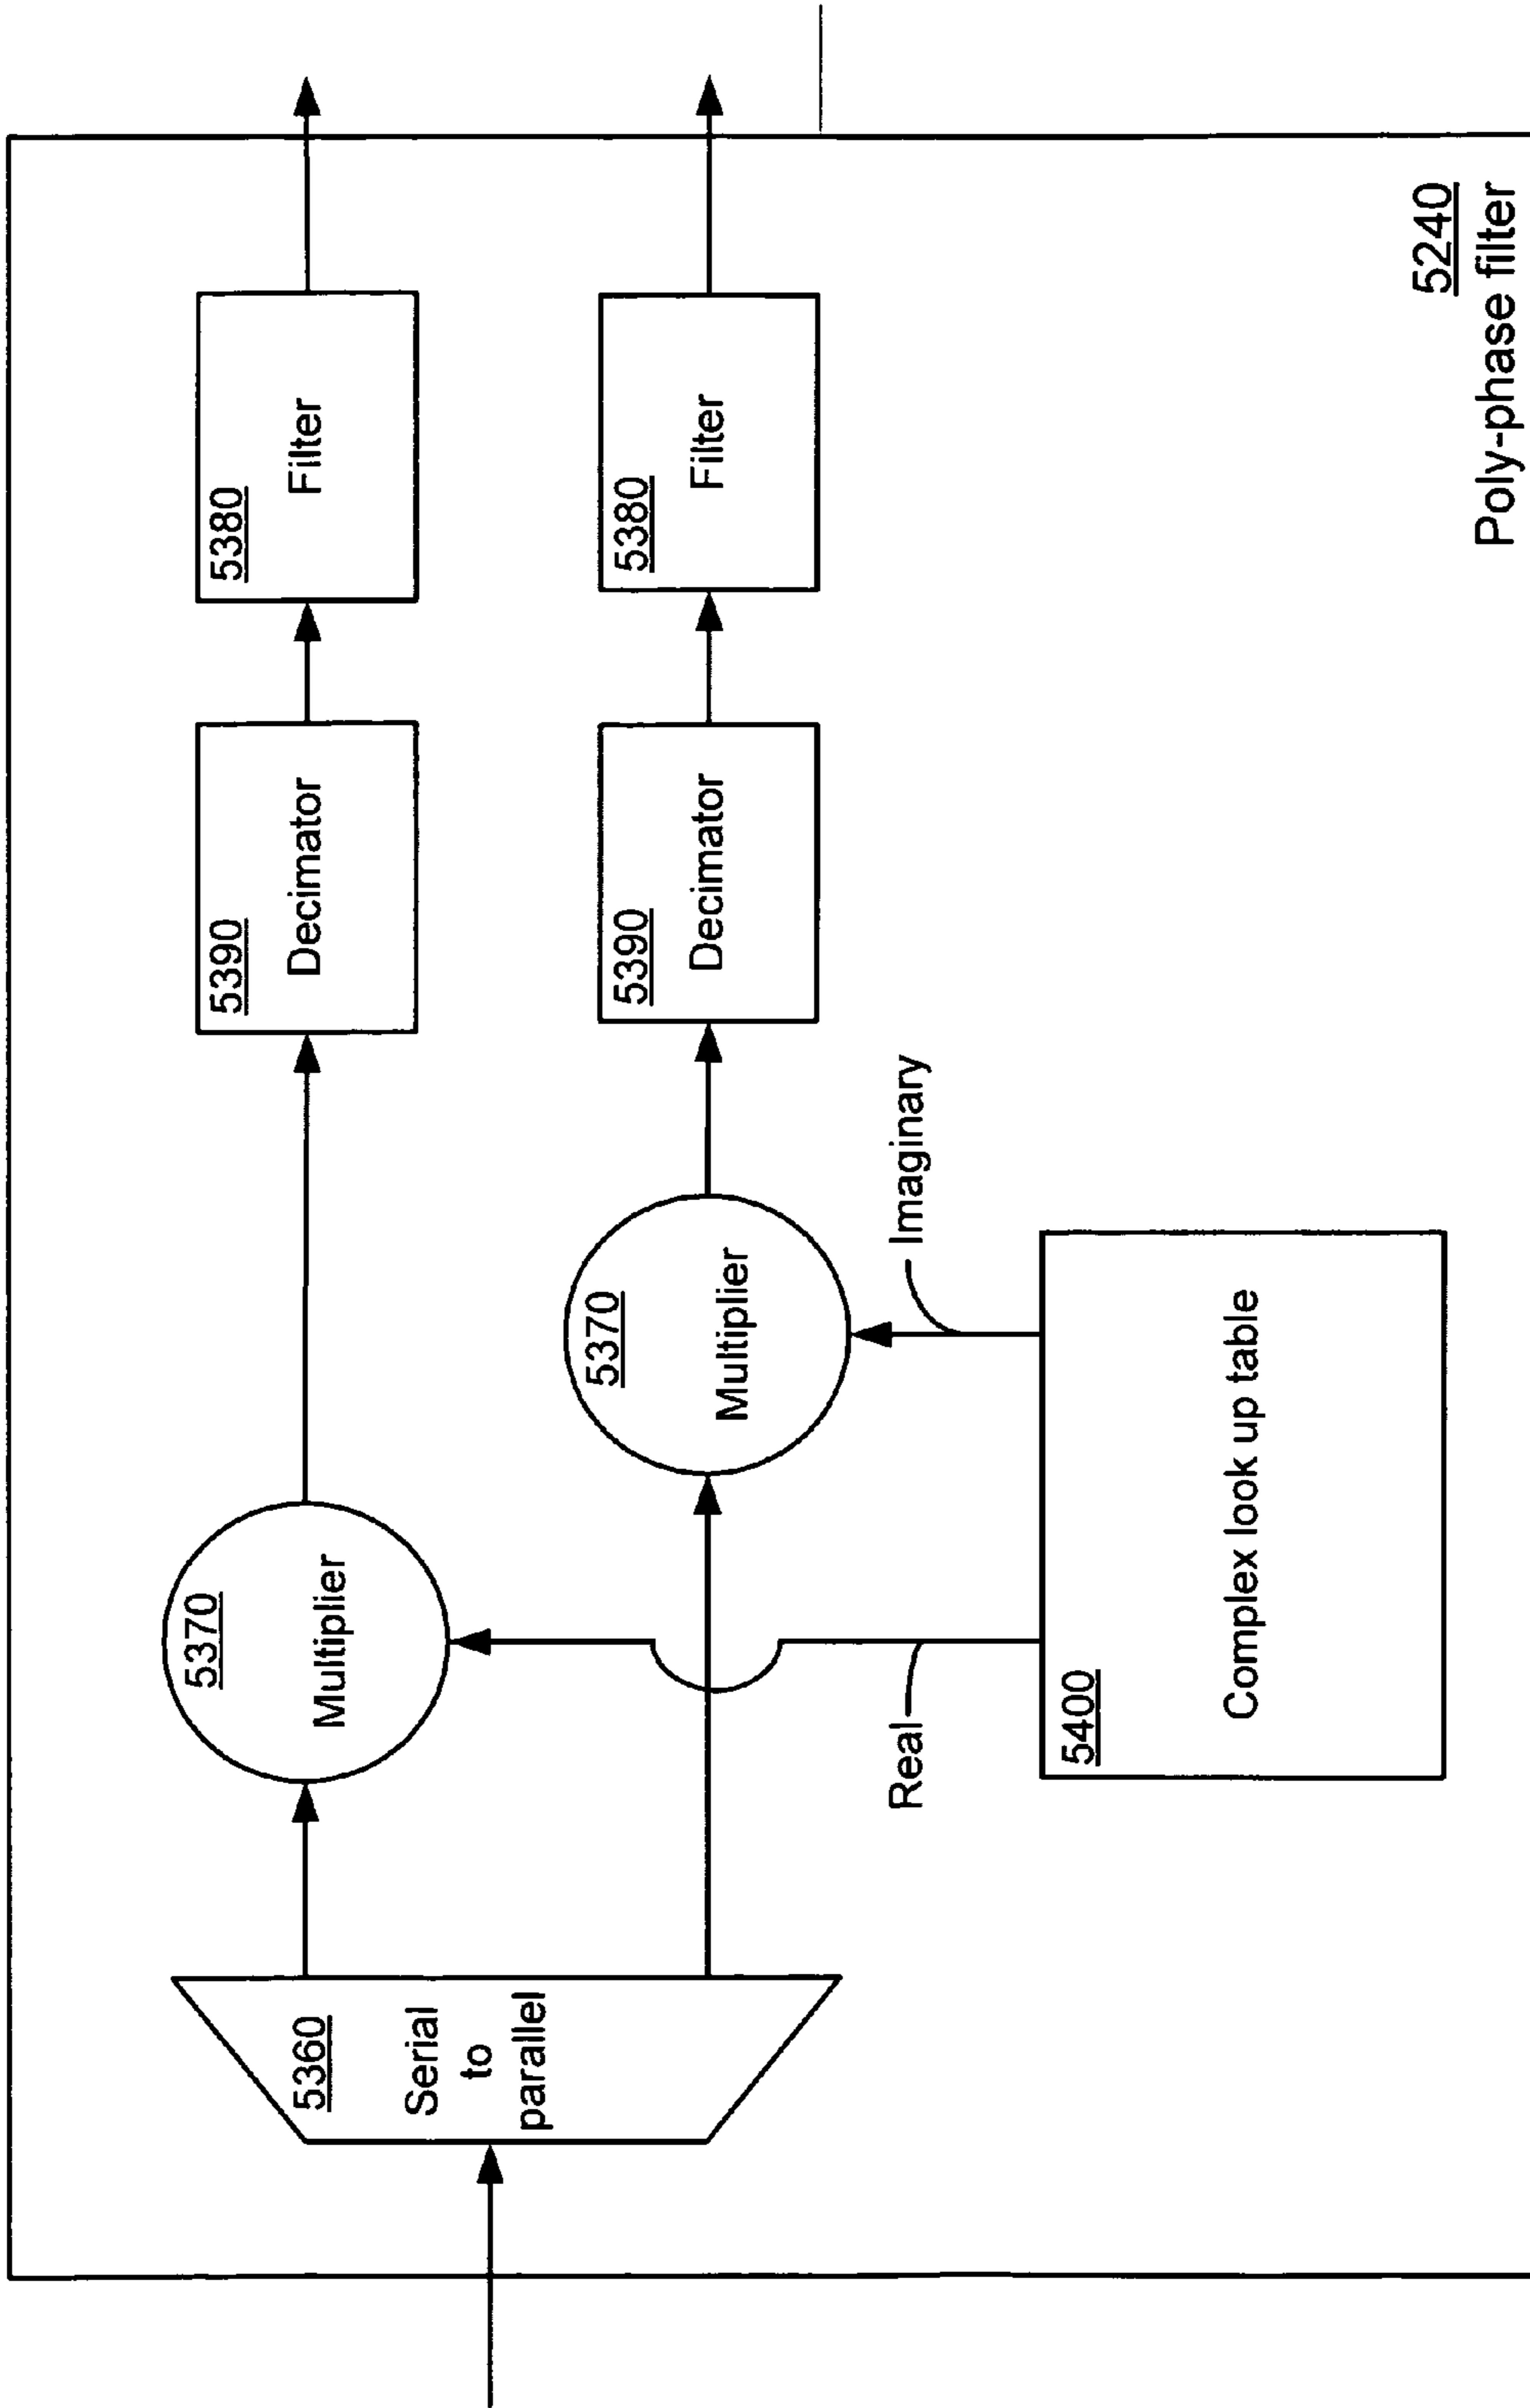 5360
Serial
to
parallel
5370
Multiplier
5390
Decimator
5380
Filter
5370
Multiplier
5390
Decimator
5380
Filter
Real
Imaginary
5400
Complex look up table
5240
Poly-phase filter